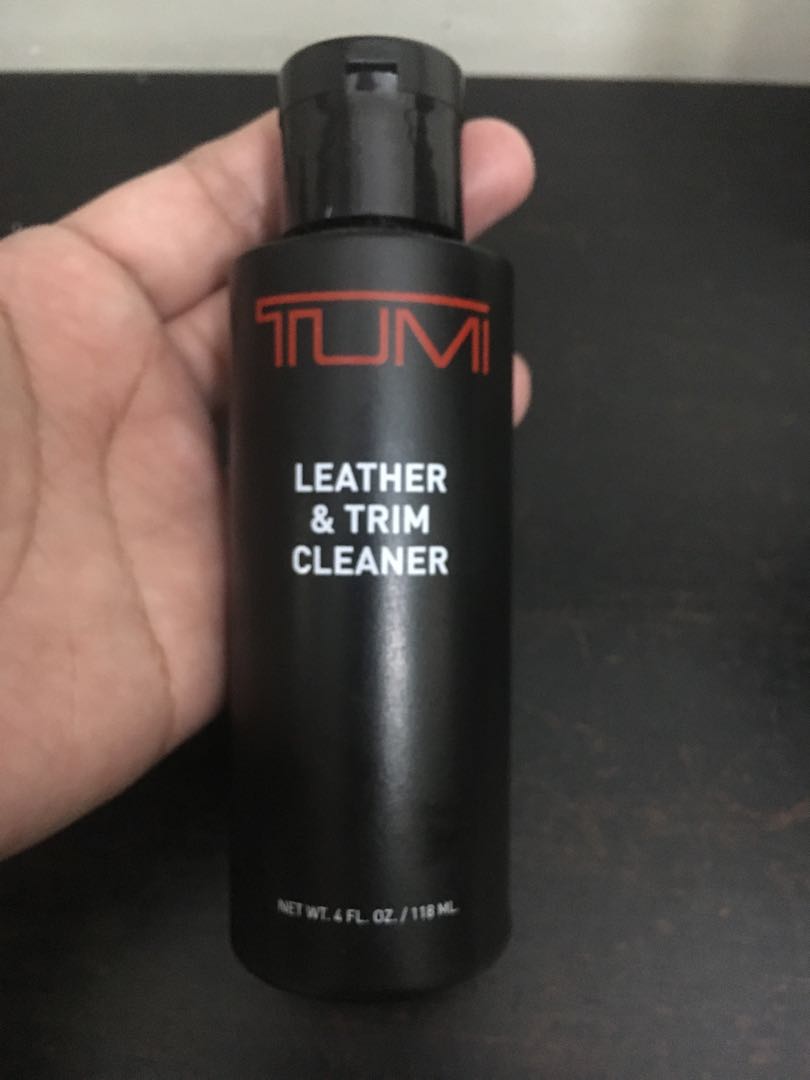 TUMI
LEATHER
& TRIM
CLEANER
NET WT. 4 FL. OZ. / 118 ML